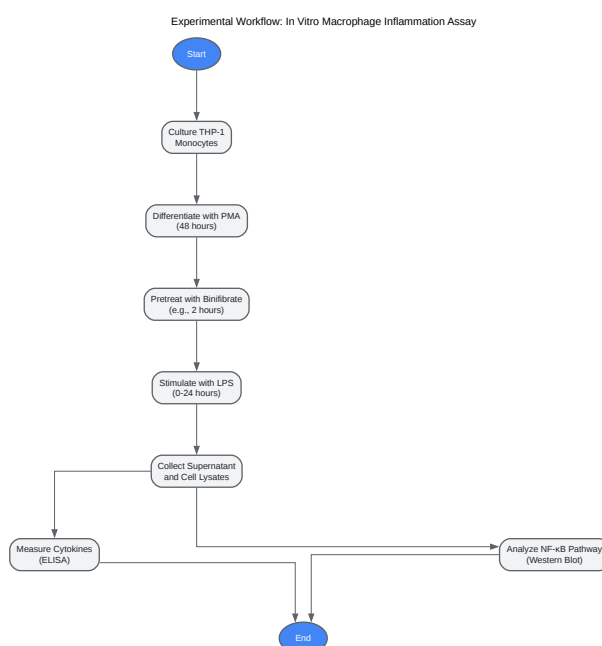 Experimental Workflow: In Vitro Macrophage Inflammation Assay
Start
Culture THP-1
Monocytes
Differentiate with PMA
(48 hours)
Pretreat with Binifibrate
(e.g., 2 hours)
Stimulate with LPS
(0-24 hours)
Collect Supernatant
and Cell Lysates
Measure Cytokines
(ELISA)
Analyze NF-κB Pathway
(Western Blot)
End